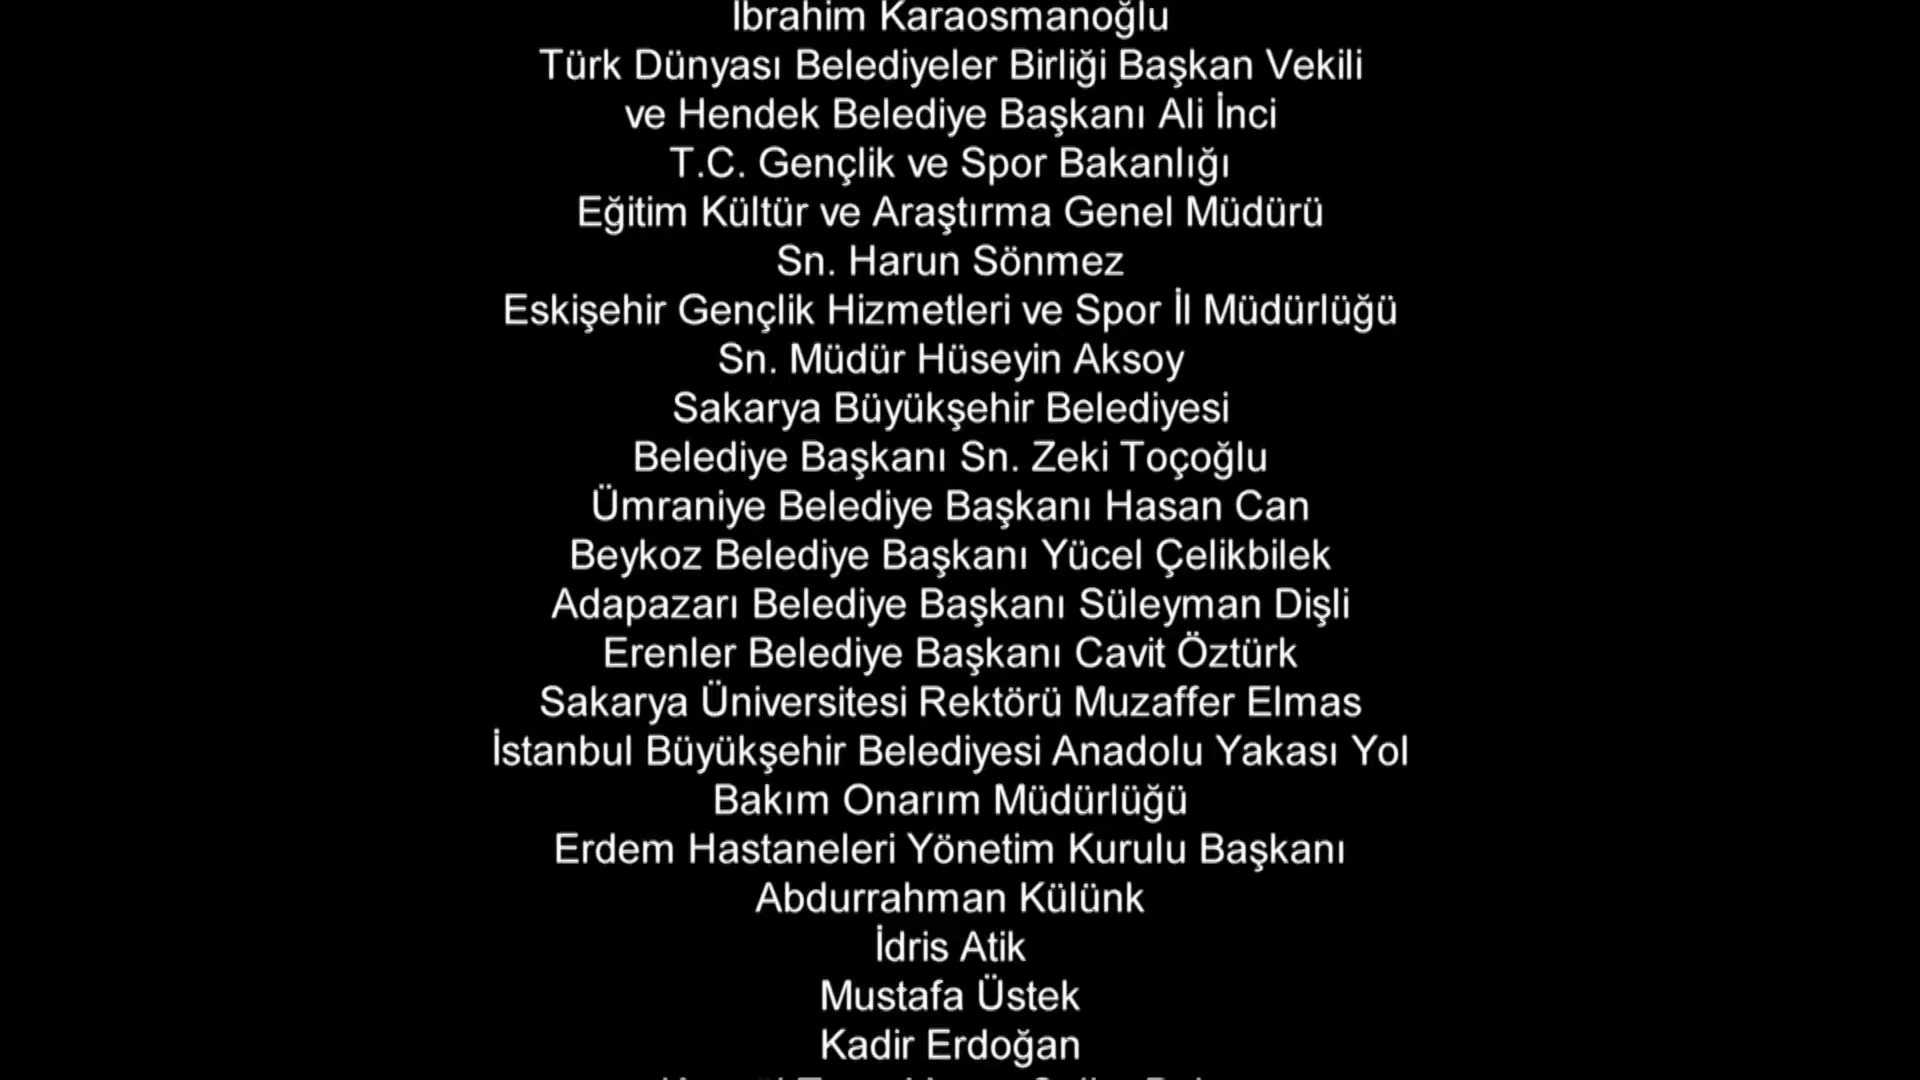 İbrahim Karaosmanoğlu
Türk Dünyası Belediyeler Birliği Başkan Vekili
ve Hendek Belediye Başkanı Ali İnci
T.C. Gençlik ve Spor Bakanlığı
Eğitim Kültür ve Araştırma Genel Müdürü
Sn. Harun Sönmez
Eskişehir Gençlik Hizmetleri ve Spor İl Müdürlüğü
Sn. Müdür Hüseyin Aksoy
Sakarya Büyükşehir Belediyesi
Belediye Başkanı Sn. Zeki Toçoğlu
Ümraniye Belediye Başkanı Hasan Can
Beykoz Belediye Başkanı Yücel Çelikbilek
Adapazarı Belediye Başkanı Süleyman Dişli
Erenler Belediye Başkanı Cavit Öztürk
Sakarya Üniversitesi Rektörü Muzaffer Elmas
İstanbul Büyükşehir Belediyesi Anadolu Yakası Yol
Bakım Onarım Müdürlüğü
Erdem Hastaneleri Yönetim Kurulu Başkanı
Abdurrahman Külünk
İdris Atik
Mustafa Üstek
Kadir Erdoğan